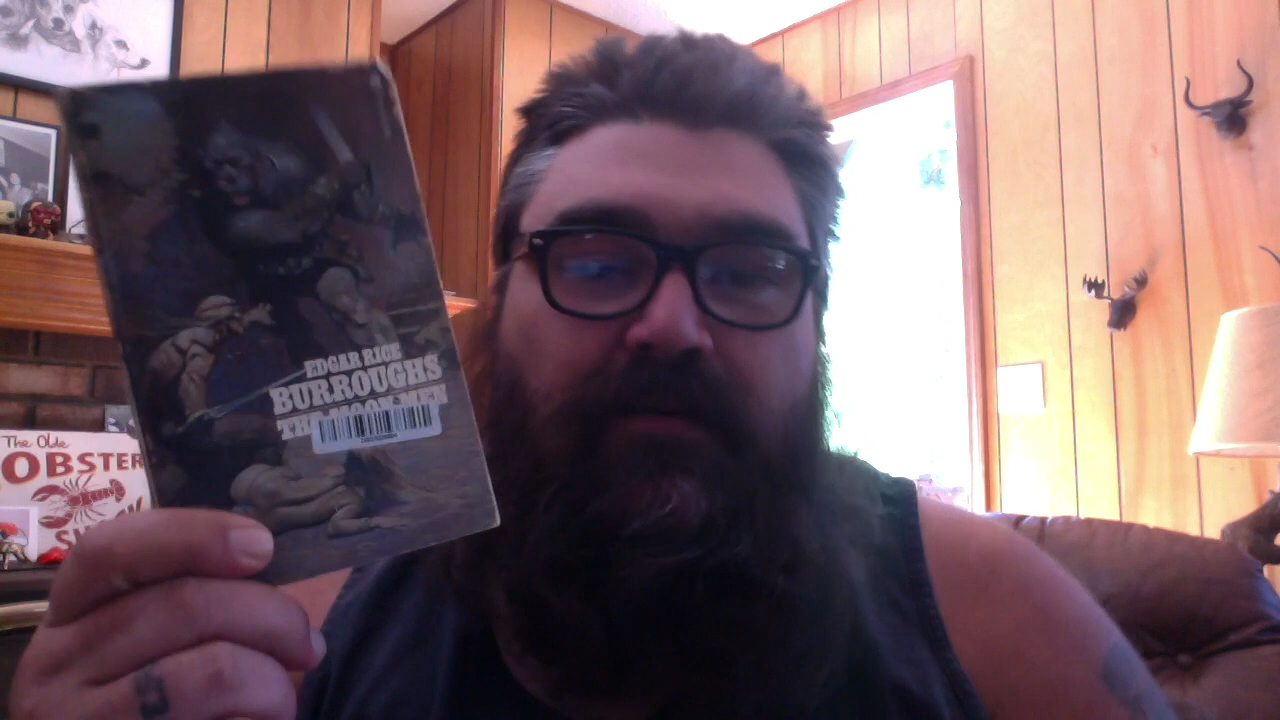 EDGAR RICE
BURROUGHS
THE MOON MEN
The Olde
OBSTER